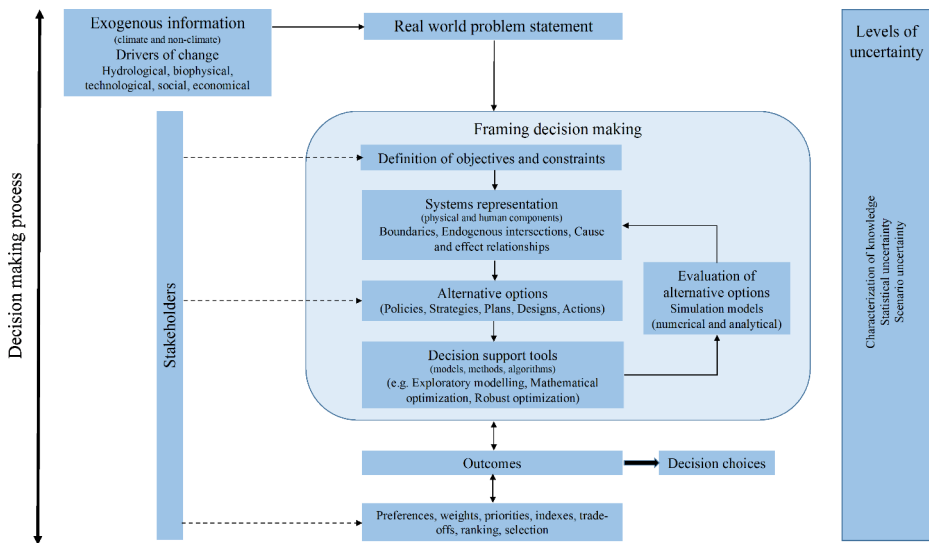 Exogenous information
(climate and non-climate)
Drivers of change
Hydrological, biophysical,
technological, social, economical
Real world problem statement
Levels of
uncertainty
Framing decision making
Definition of objectives and constraints
Systems representation
(physical and human components)
Boundaries, Endogenous intersections, Cause
and effect relationships
Alternative options
(Policies, Strategies, Plans, Designs, Actions)
Decision support tools
(models, methods, algorithms)
(e.g. Exploratory modelling, Mathematical
optimization, Robust optimization)
Evaluation of
alternative options
Simulation models
(numerical and analytical)
Outcomes
Decision choices
Preferences, weights, priorities, indexes, trade-
offs, ranking, selection
Decision making process
Stakeholders
Characterization of knowledge
Statistical uncertainty
Scenario uncertainty